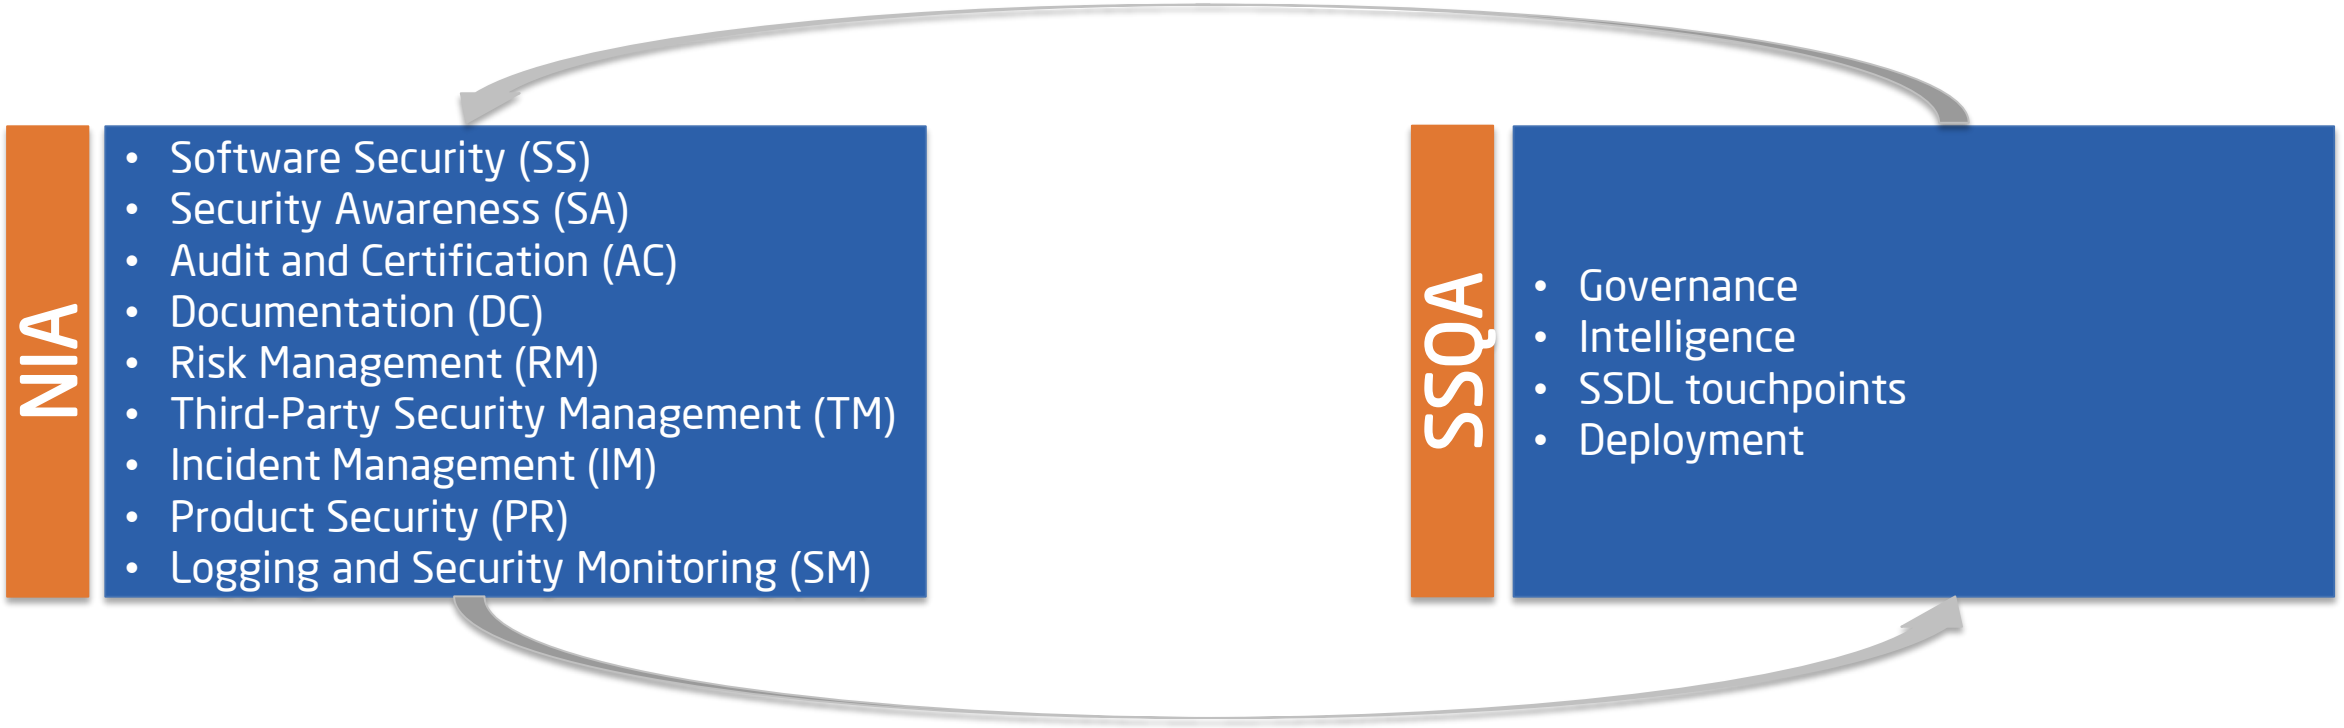 NIA
• Software Security (SS)
• Security Awareness (SA)
• Audit and Certification (AC)
• Documentation (DC)
• Risk Management (RM)
• Third-Party Security Management (TM)
• Incident Management (IM)
• Product Security (PR)
• Logging and Security Monitoring (SM)
SSQA
• Governance
• Intelligence
• SSDL touchpoints
• Deployment